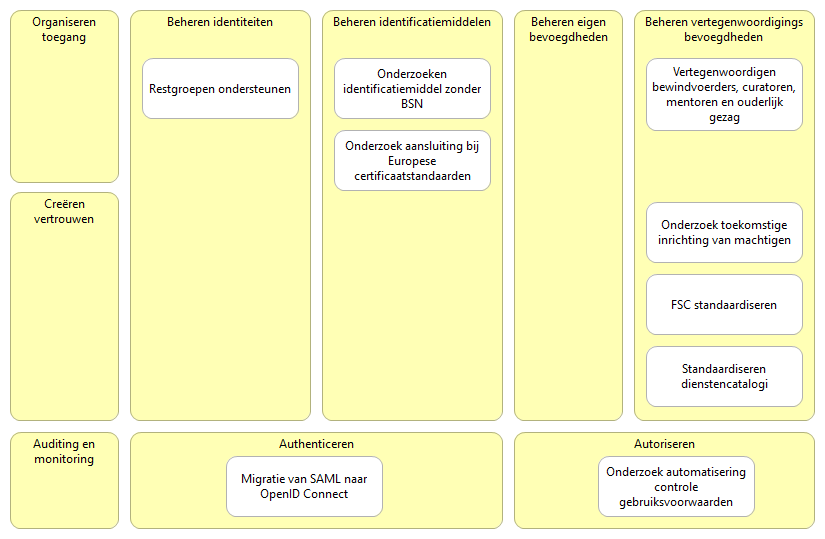 Organiseren
toegang
Beheren identiteiten
Restgroepen ondersteunen
Beheren identificatiemiddelen
Onderzoeken
identificatiemiddel zonder
BSN
Onderzoek aansluiting bij
Europese
certificaatstandaarden
Beheren eigen
bevoegdheden
Beheren vertegenwoordigings
bevoegdheden
Vertegenwoordigen
bewindvoerders, curatoren,
mentoren en ouderlijk
gezag
Onderzoek toekomstige
inrichting van machtigen
FSC standaardiseren
Standaardiseren
dienstencatalogi
Creëren
vertrouwen
Auditing en
monitoring
Authenticeren
Migratie van SAML naar
OpenID Connect
Autoriseren
Onderzoek automatisering
controle
gebruiksvoorwaarden